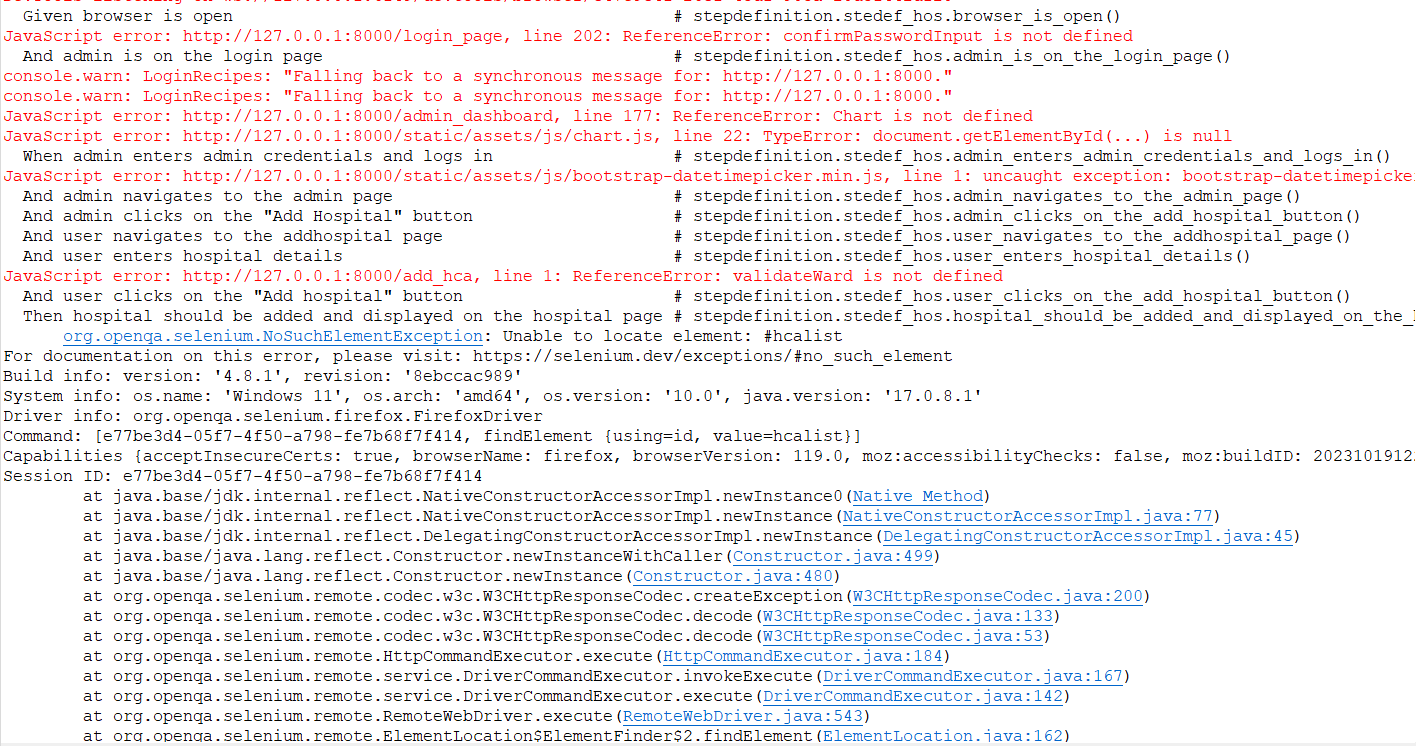 Given browser is open # stepdefinition.stedef_hos.browser_is_open()
JavaScript error: http://127.0.0.1:8000/login_page, line 202: ReferenceError: confirmPasswordInput is not defined
And admin is on the login page # stepdefinition.stedef_hos.admin_is_on_the_login_page()
console.warn: LoginRecipes: "Falling back to a synchronous message for: http://127.0.0.1:8000."
console.warn: LoginRecipes: "Falling back to a synchronous message for: http://127.0.0.1:8000."
JavaScript error: http://127.0.0.1:8000/admin_dashboard, line 177: ReferenceError: Chart is not defined
JavaScript error: http://127.0.0.1:8000/static/assets/js/chart.js, line 22: TypeError: document.getElementById(...) is null
When admin enters admin credentials and logs in # stepdefinition.stedef_hos.admin_enters_admin_credentials_and_logs_in()
JavaScript error: http://127.0.0.1:8000/static/assets/js/bootstrap-datetimepicker.min.js, line 1: uncaught exception: bootstrap-datetimepicke
And admin navigates to the admin page # stepdefinition.stedef_hos.admin_navigates_to_the_admin_page()
And admin clicks on the "Add Hospital" button # stepdefinition.stedef_hos.admin_clicks_on_the_add_hospital_button()
And user navigates to the addhospital page # stepdefinition.stedef_hos.user_navigates_to_the_addhospital_page()
And user enters hospital details # stepdefinition.stedef_hos.user_enters_hospital_details()
JavaScript error: http://127.0.0.1:8000/add_hca, line 1: ReferenceError: validateWard is not defined
And user clicks on the "Add hospital" button # stepdefinition.stedef_hos.user_clicks_on_the_add_hospital_button()
Then hospital should be added and displayed on the hospital page # stepdefinition.stedef_hos.hospital_should_be_added_and_displayed_on_the_h
org.openqa.selenium.NoSuchElementException: Unable to locate element: #hcalist
For documentation on this error, please visit: https://selenium.dev/exceptions/#no_such_element
Build info: version: '4.8.1', revision: '8ebccac989'
System info: os.name: 'Windows 11', os.arch: 'amd64', os.version: '10.0', java.version: '17.0.8.1'
Driver info: org.openqa.selenium.firefox.FirefoxDriver
Command: [e77be3d4-05f7-4f50-a798-fe7b68f7f414, findElement {using=id, value=hcalist}]
Capabilities {acceptInsecureCerts: true, browserName: firefox, browserVersion: 119.0, moz:accessibilityChecks: false, moz:buildID: 2023101912
Session ID: e77be3d4-05f7-4f50-a798-fe7b68f7f414
at java.base/jdk.internal.reflect.NativeConstructorAccessorImpl.newInstance0(Native Method)
at java.base/jdk.internal.reflect.NativeConstructorAccessorImpl.newInstance(NativeConstructorAccessorImpl.java:77)
at java.base/jdk.internal.reflect.DelegatingConstructorAccessorImpl.newInstance(DelegatingConstructorAccessorImpl.java:45)
at java.base/java.lang.reflect.Constructor.newInstanceWithCaller(Constructor.java:499)
at java.base/java.lang.reflect.Constructor.newInstance(Constructor.java:480)
at org.openqa.selenium.remote.codec.w3c.W3CHttpResponseCodec.createException(W3CHttpResponseCodec.java:200)
at org.openqa.selenium.remote.codec.w3c.W3CHttpResponseCodec.decode(W3CHttpResponseCodec.java:133)
at org.openqa.selenium.remote.codec.w3c.W3CHttpResponseCodec.decode(W3CHttpResponseCodec.java:53)
at org.openqa.selenium.remote.HttpCommandExecutor.execute(HttpCommandExecutor.java:184)
at org.openqa.selenium.remote.service.DriverCommandExecutor.invokeExecute(DriverCommandExecutor.java:167)
at org.openqa.selenium.remote.service.DriverCommandExecutor.execute(DriverCommandExecutor.java:142)
at org.openqa.selenium.remote.RemoteWebDriver.execute(RemoteWebDriver.java:543)
at org.openqa.selenium.remote.ElementLocation$ElementFinder$2.findElement(ElementLocation.java:162)